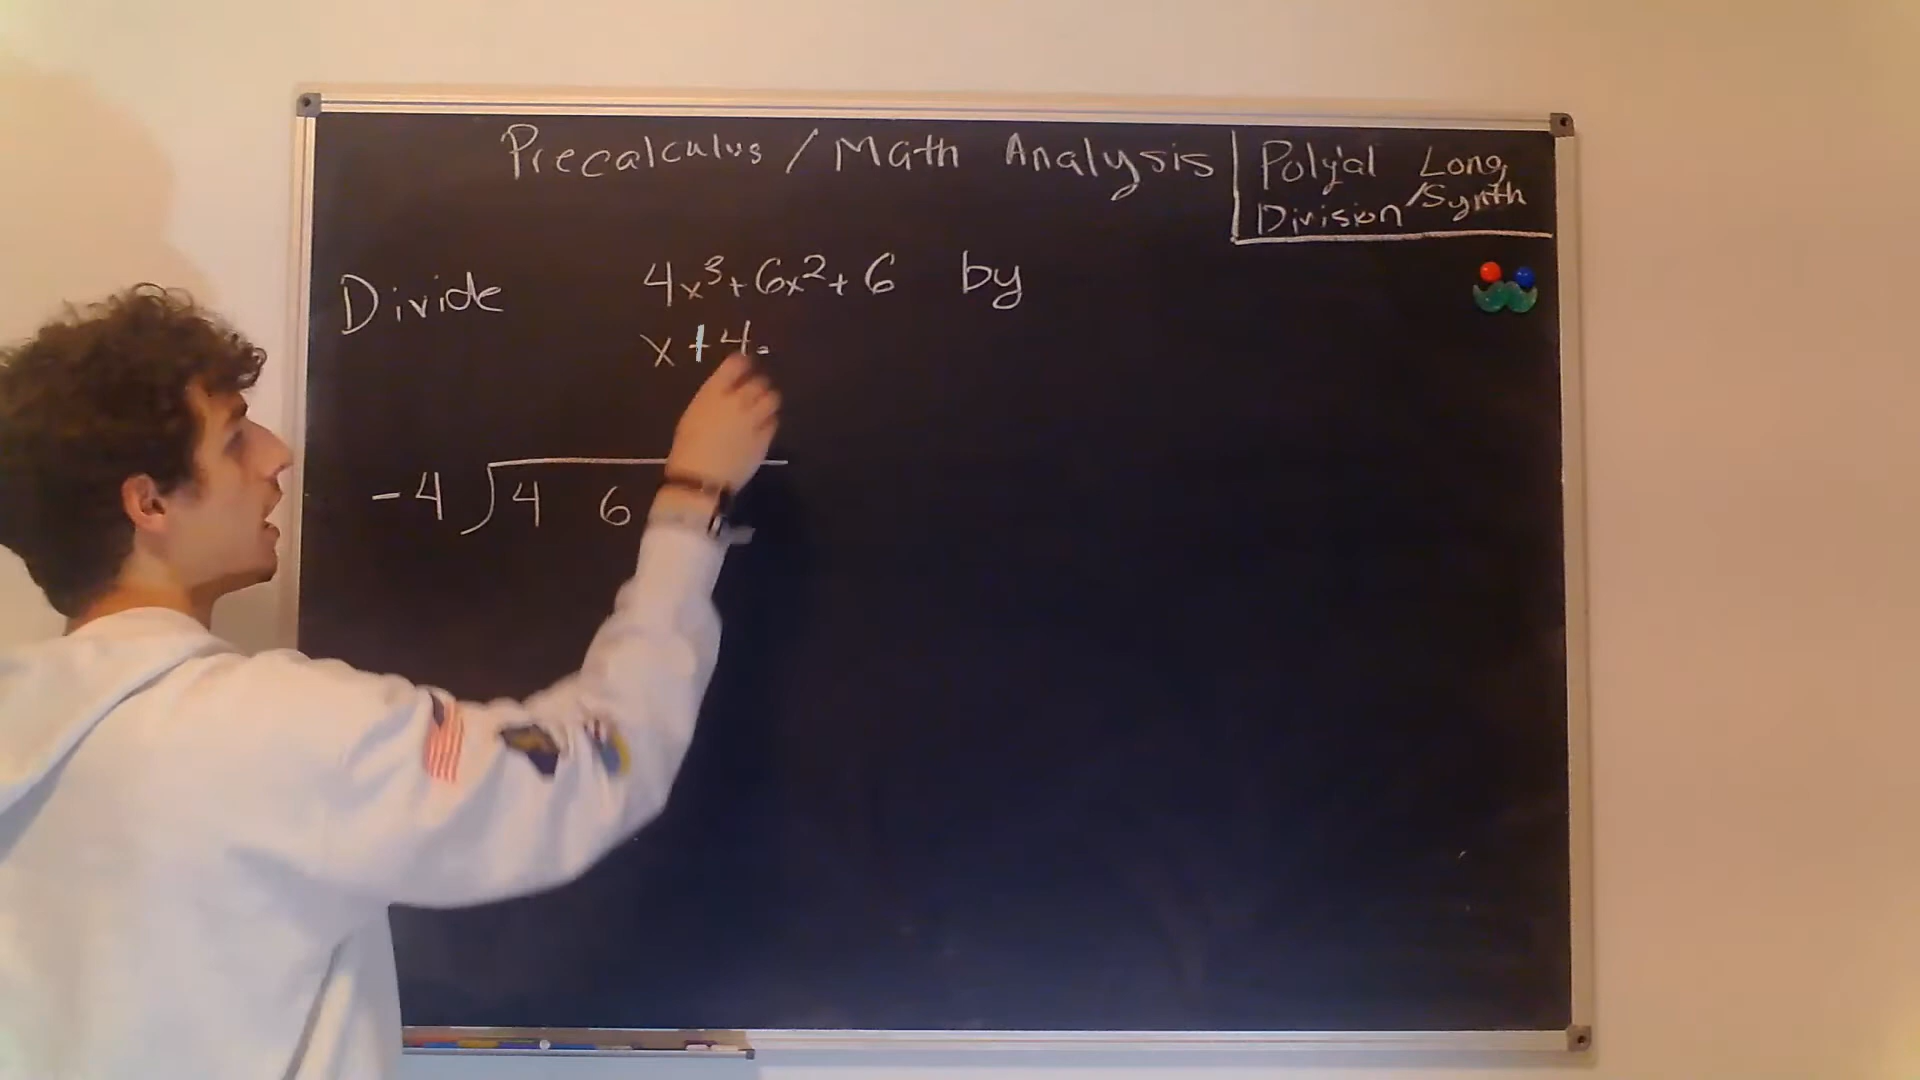 Precalculus / Math Analysis
Poly'al Long
/Synth
Division
Divide 4x³+6x²+6 by
x+4.
-4 4 6